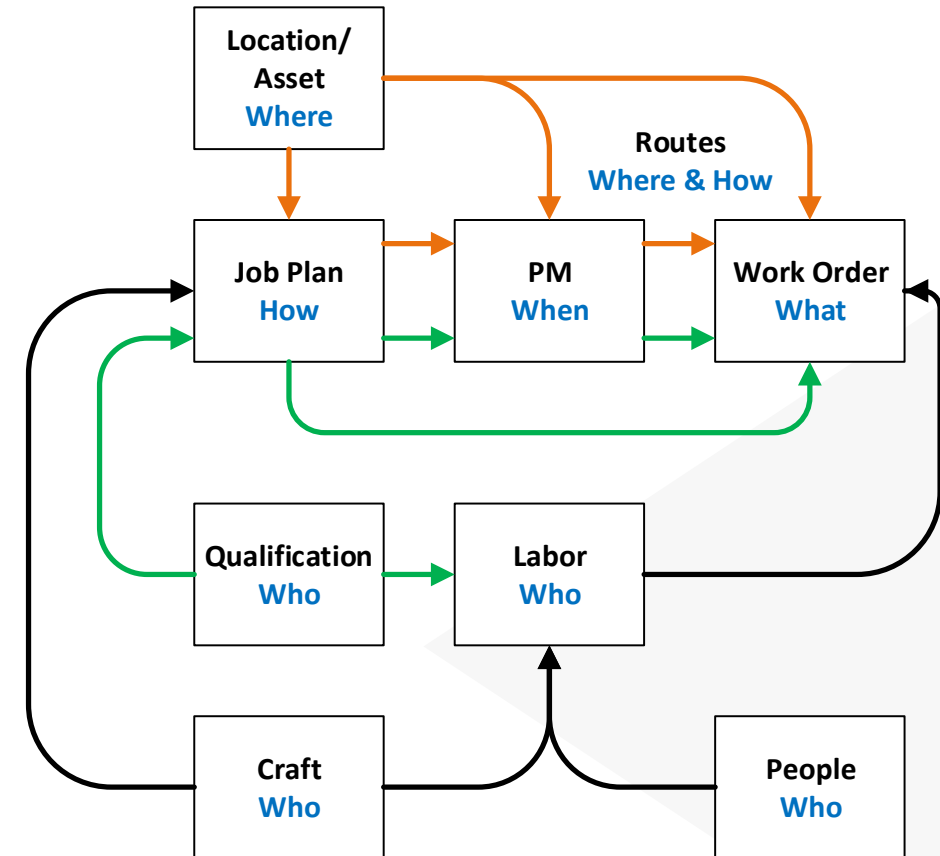 Location/
Asset
Where
Routes
Where & How
Job Plan
How
PM
When
Work Order
What
Qualification
Who
Labor
Who
Craft
Who
People
Who